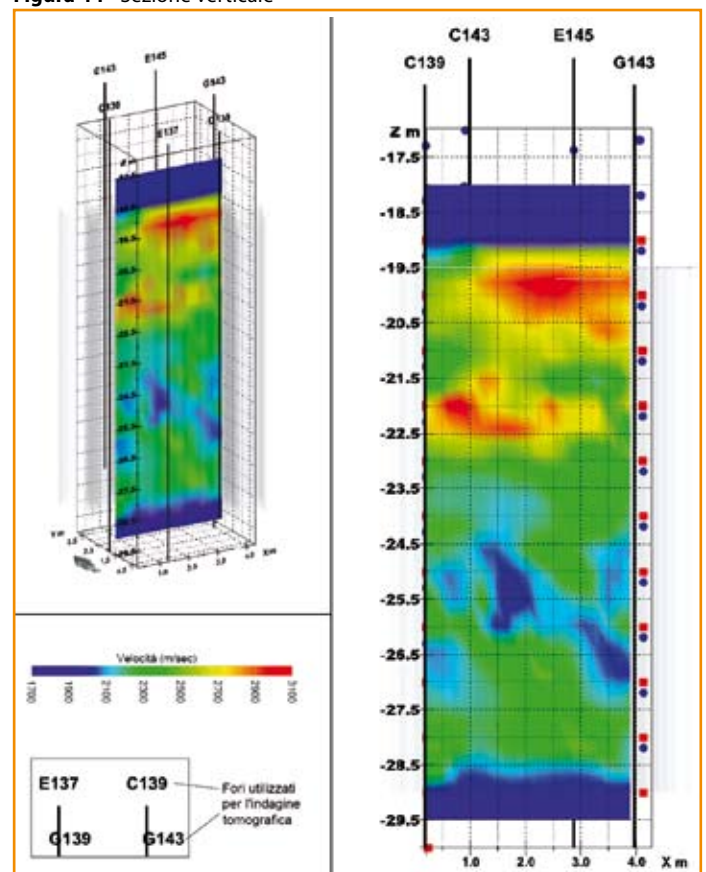 Figura 11 Sezione verticale
E145
C143
G143
E137
Z m
X m
Velocità (m/sec)
1700 1900 2100 2300 2500 2700 2900 3100
E137 C139
G139 G143
Fori utilizzati
per l'indagine
tomografica
C143 E145
C139 G143
Z m
-17.5
-18.5
-19.5
-20.5
-21.5
-22.5
-23.5
-24.5
-25.5
-26.5
-27.5
-28.5
-29.5
1.0 2.0 3.0 4.0 X m